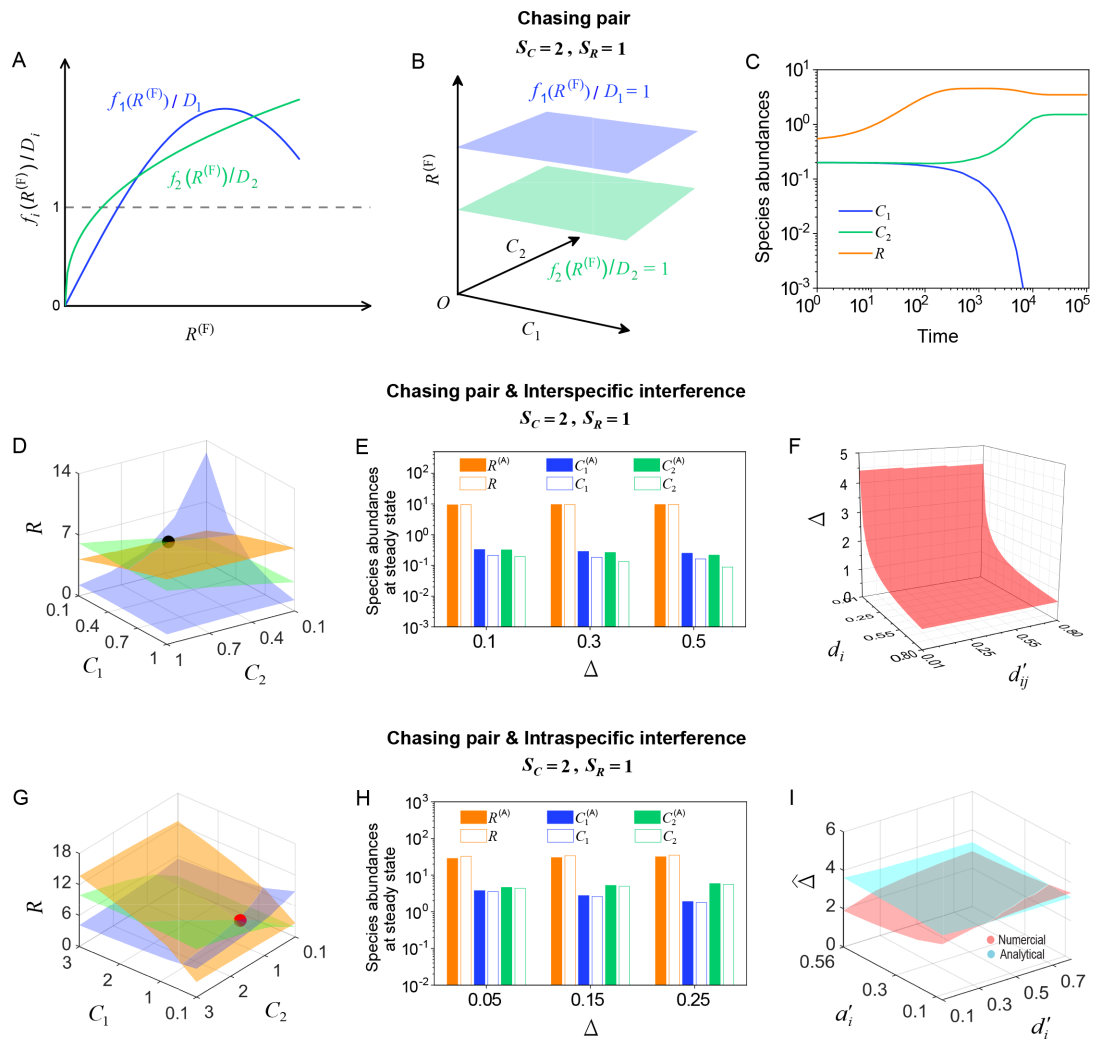 Chasing pair
S_C = 2 , S_R = 1
A
f_1(R^(F))/D_1
f_2(R^(F))/D_2
1
0
f_i(R^(F))/D_i
R^(F)
B
f_1(R^(F))/D_1 = 1
R^(F)
C_2
f_2(R^(F))/D_2 = 1
O
C_1
C
10^1
10^0
10^-1
10^-2
10^-3
Species abundances
C_1
C_2
R
10^0 10^1 10^2 10^3 10^4 10^5
Time
Chasing pair & Interspecific interference
S_C = 2 , S_R = 1
D
14
7
0
R
0.1 0.4 0.7 1
C_1
1 0.7 0.4 0.1
C_2
E
R^(A) C_1^(A) C_2^(A)
R C_1 C_2
10^2
10^1
10^0
10^-1
10^-2
10^-3
Species abundances
at steady state
0.1 0.3 0.5
Δ
F
5
4
3
2
1
Δ
0.01 0.25 0.55 0.80
d_i
0.01 0.25 0.55 0.80
d'_ij
Chasing pair & Intraspecific interference
S_C = 2 , S_R = 1
G
18
12
6
0
R
3 2 1 0.1
C_1
3 2 1 0.1
C_2
H
R^(A) C_1^(A) C_2^(A)
R C_1 C_2
10^3
10^2
10^1
10^0
10^-1
10^-2
Species abundances
at steady state
0.05 0.15 0.25
Δ
I
6
4
2
0
Δ̂
Numercial
Analytical
0.56 0.3 0.1
a'_i
0.1 0.3 0.5 0.7
d'_i